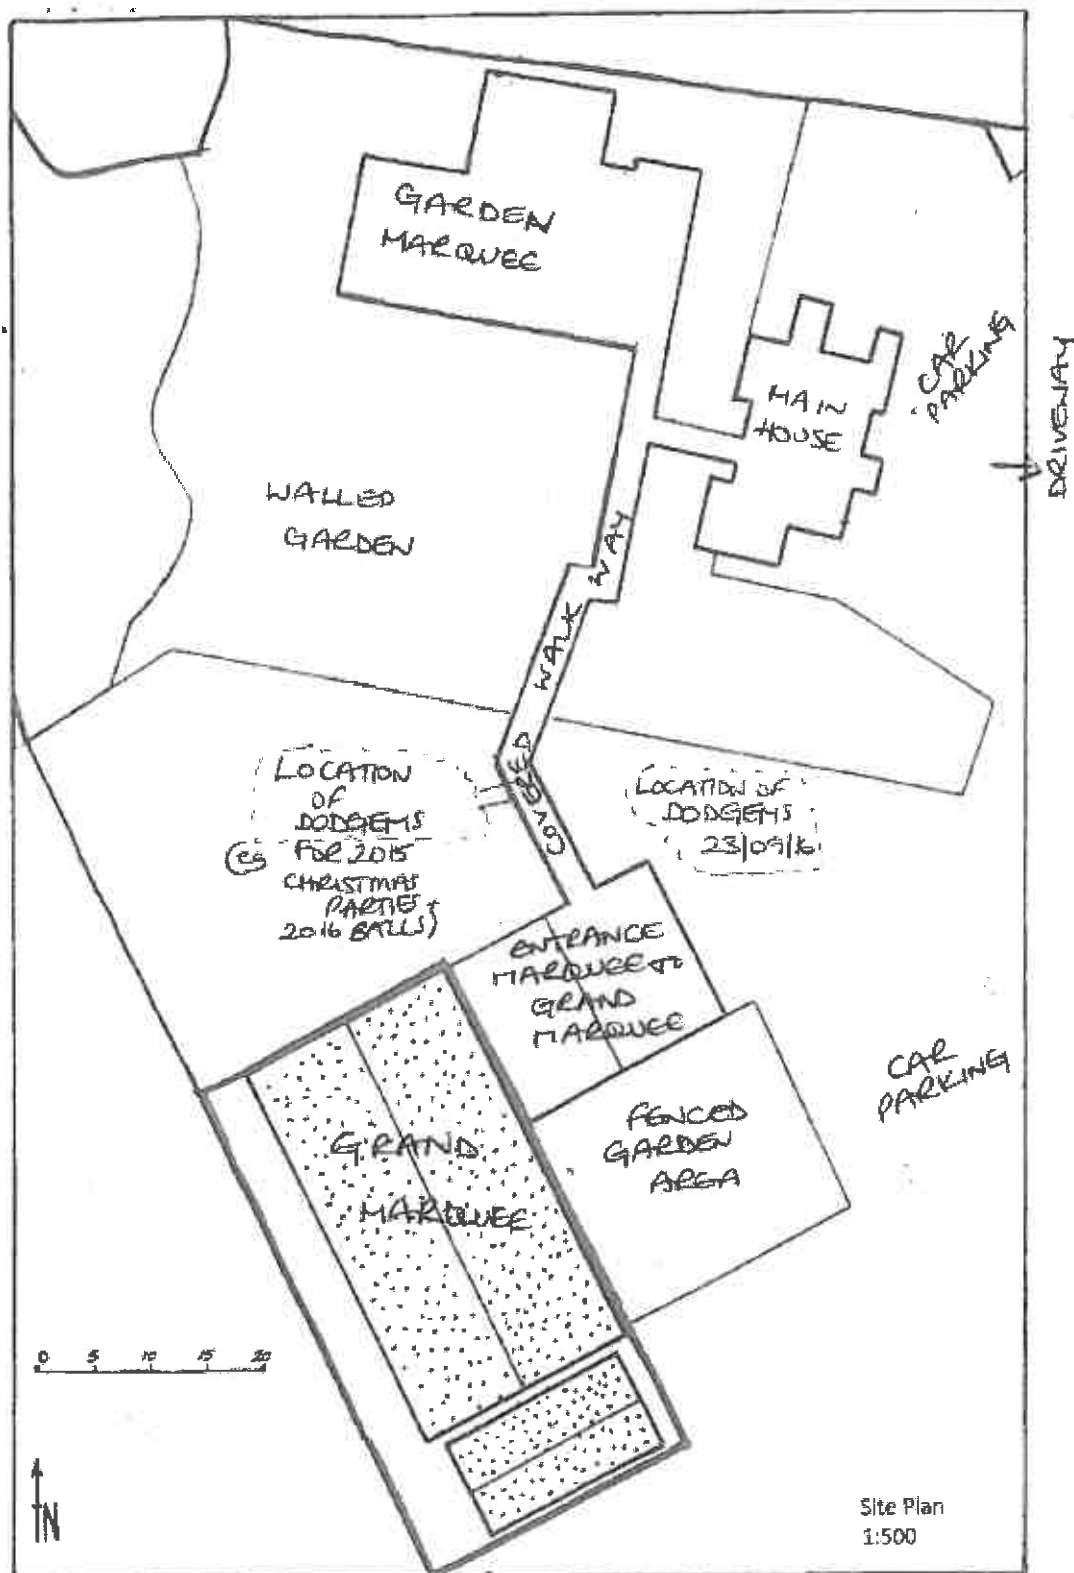 GARDEN
MARQUEE
CAR
PARKING
DRIVEWAY
MAIN
HOUSE
WALLED
GARDEN
COVERED WALK WAY
LOCATION
OF
DODGEMS
(eg FOR 2015
CHRISTMAS
PARTIES +
2016 BALLS)
LOCATION OF
DODGEMS
23/09/16
ENTRANCE
MARQUEE TO
GRAND
MARQUEE
CAR
PARKING
FENCED
GARDEN
AREA
GRAND
MARQUEE
0 5 10 15 20
N
Site Plan
1:500